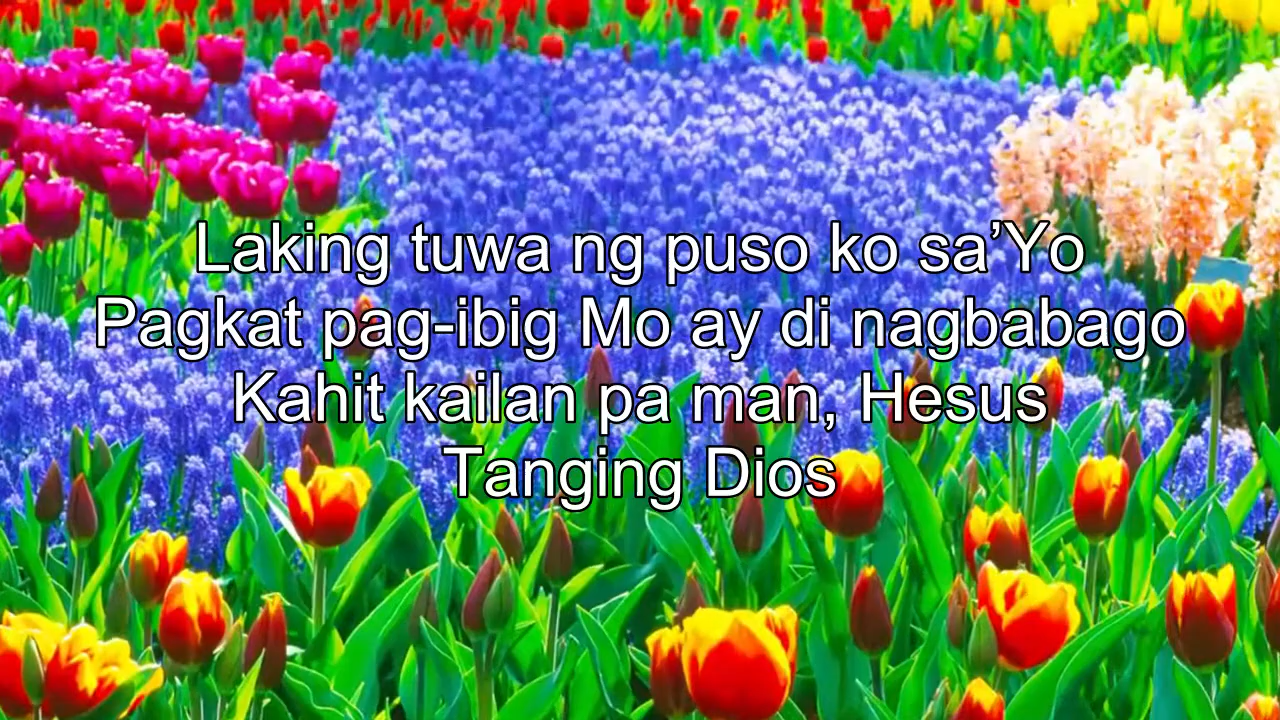 Laking tuwa ng puso ko sa’Yo
Pagkat pag-ibig Mo ay di nagbabago
Kahit kailan pa man, Hesus
Tanging Dios